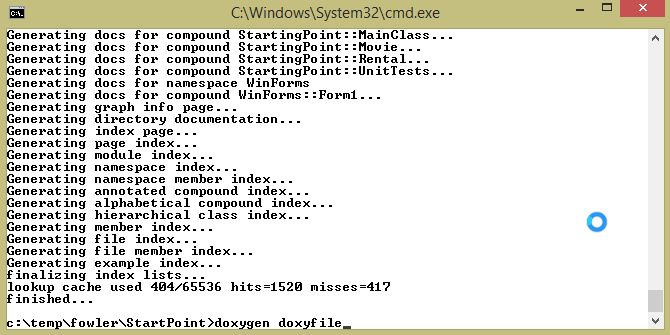 C:\Windows\System32\cmd.exe
Generating docs for compound StartingPoint::MainClass...
Generating docs for compound StartingPoint::Movie...
Generating docs for compound StartingPoint::Rental...
Generating docs for compound StartingPoint::UnitTests...
Generating docs for namespace WinForms
Generating docs for compound WinForms::Form1...
Generating graph info page...
Generating directory documentation...
Generating index page...
Generating page index...
Generating module index...
Generating namespace index...
Generating namespace member index...
Generating annotated compound index...
Generating alphabetical compound index...
Generating hierarchical class index...
Generating member index...
Generating file index...
Generating file member index...
Generating example index...
finalizing index lists...
lookup cache used 404/65536 hits=1520 misses=417
finished...
c:\temp\fowler\StartPoint>doxygen doxyfile